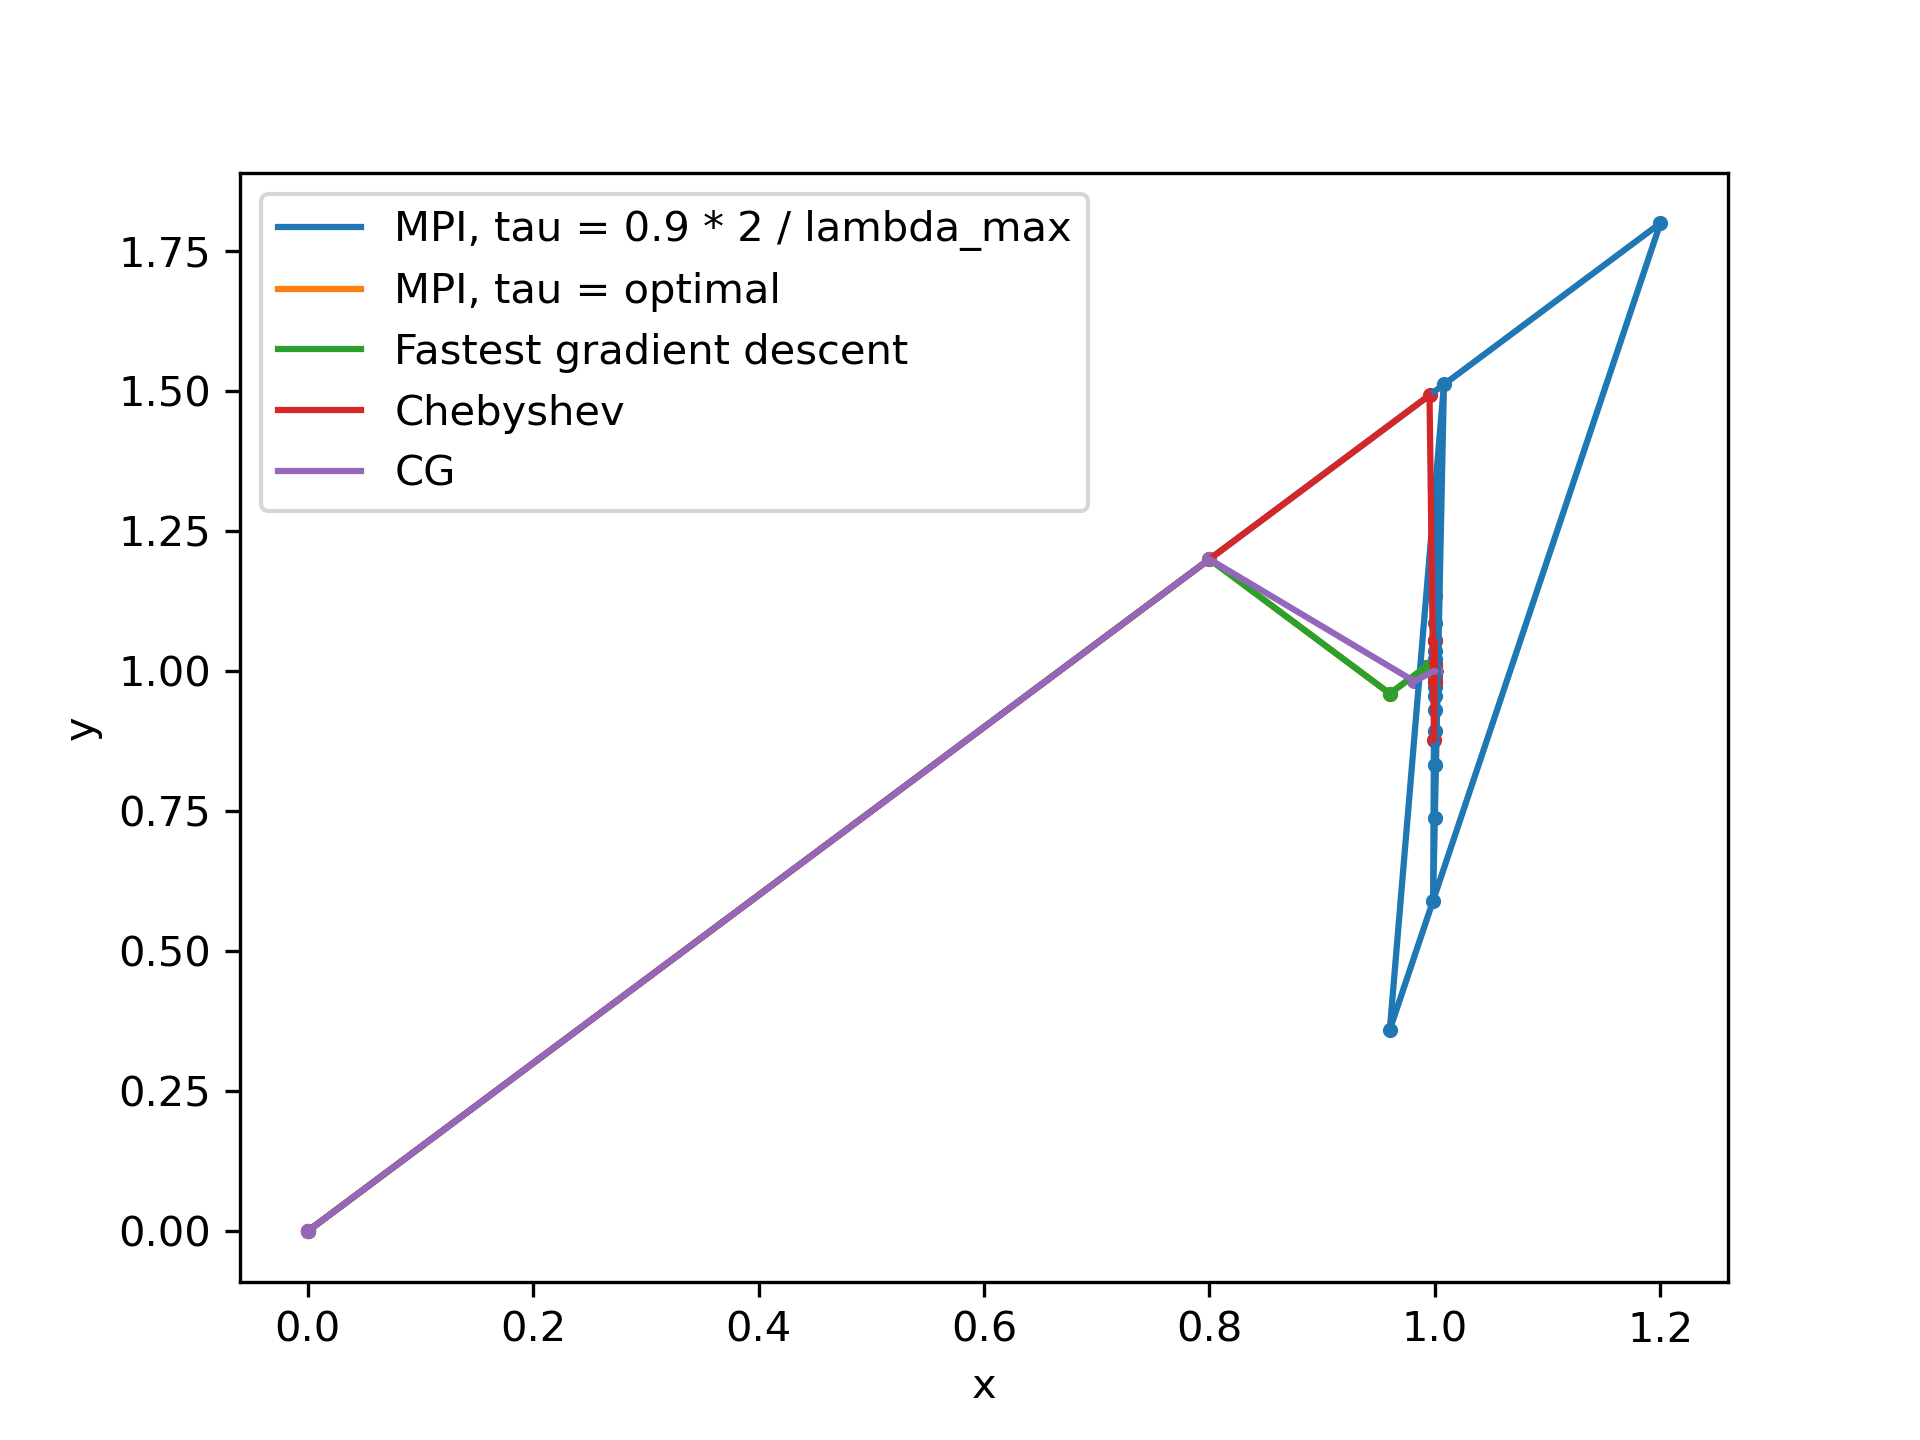 MPI, tau = 0.9 * 2 / lambda_max
MPI, tau = optimal
Fastest gradient descent
Chebyshev
CG
1.75
1.50
1.25
1.00
0.75
0.50
0.25
0.00
y
0.0 0.2 0.4 0.6 0.8 1.0 1.2
x